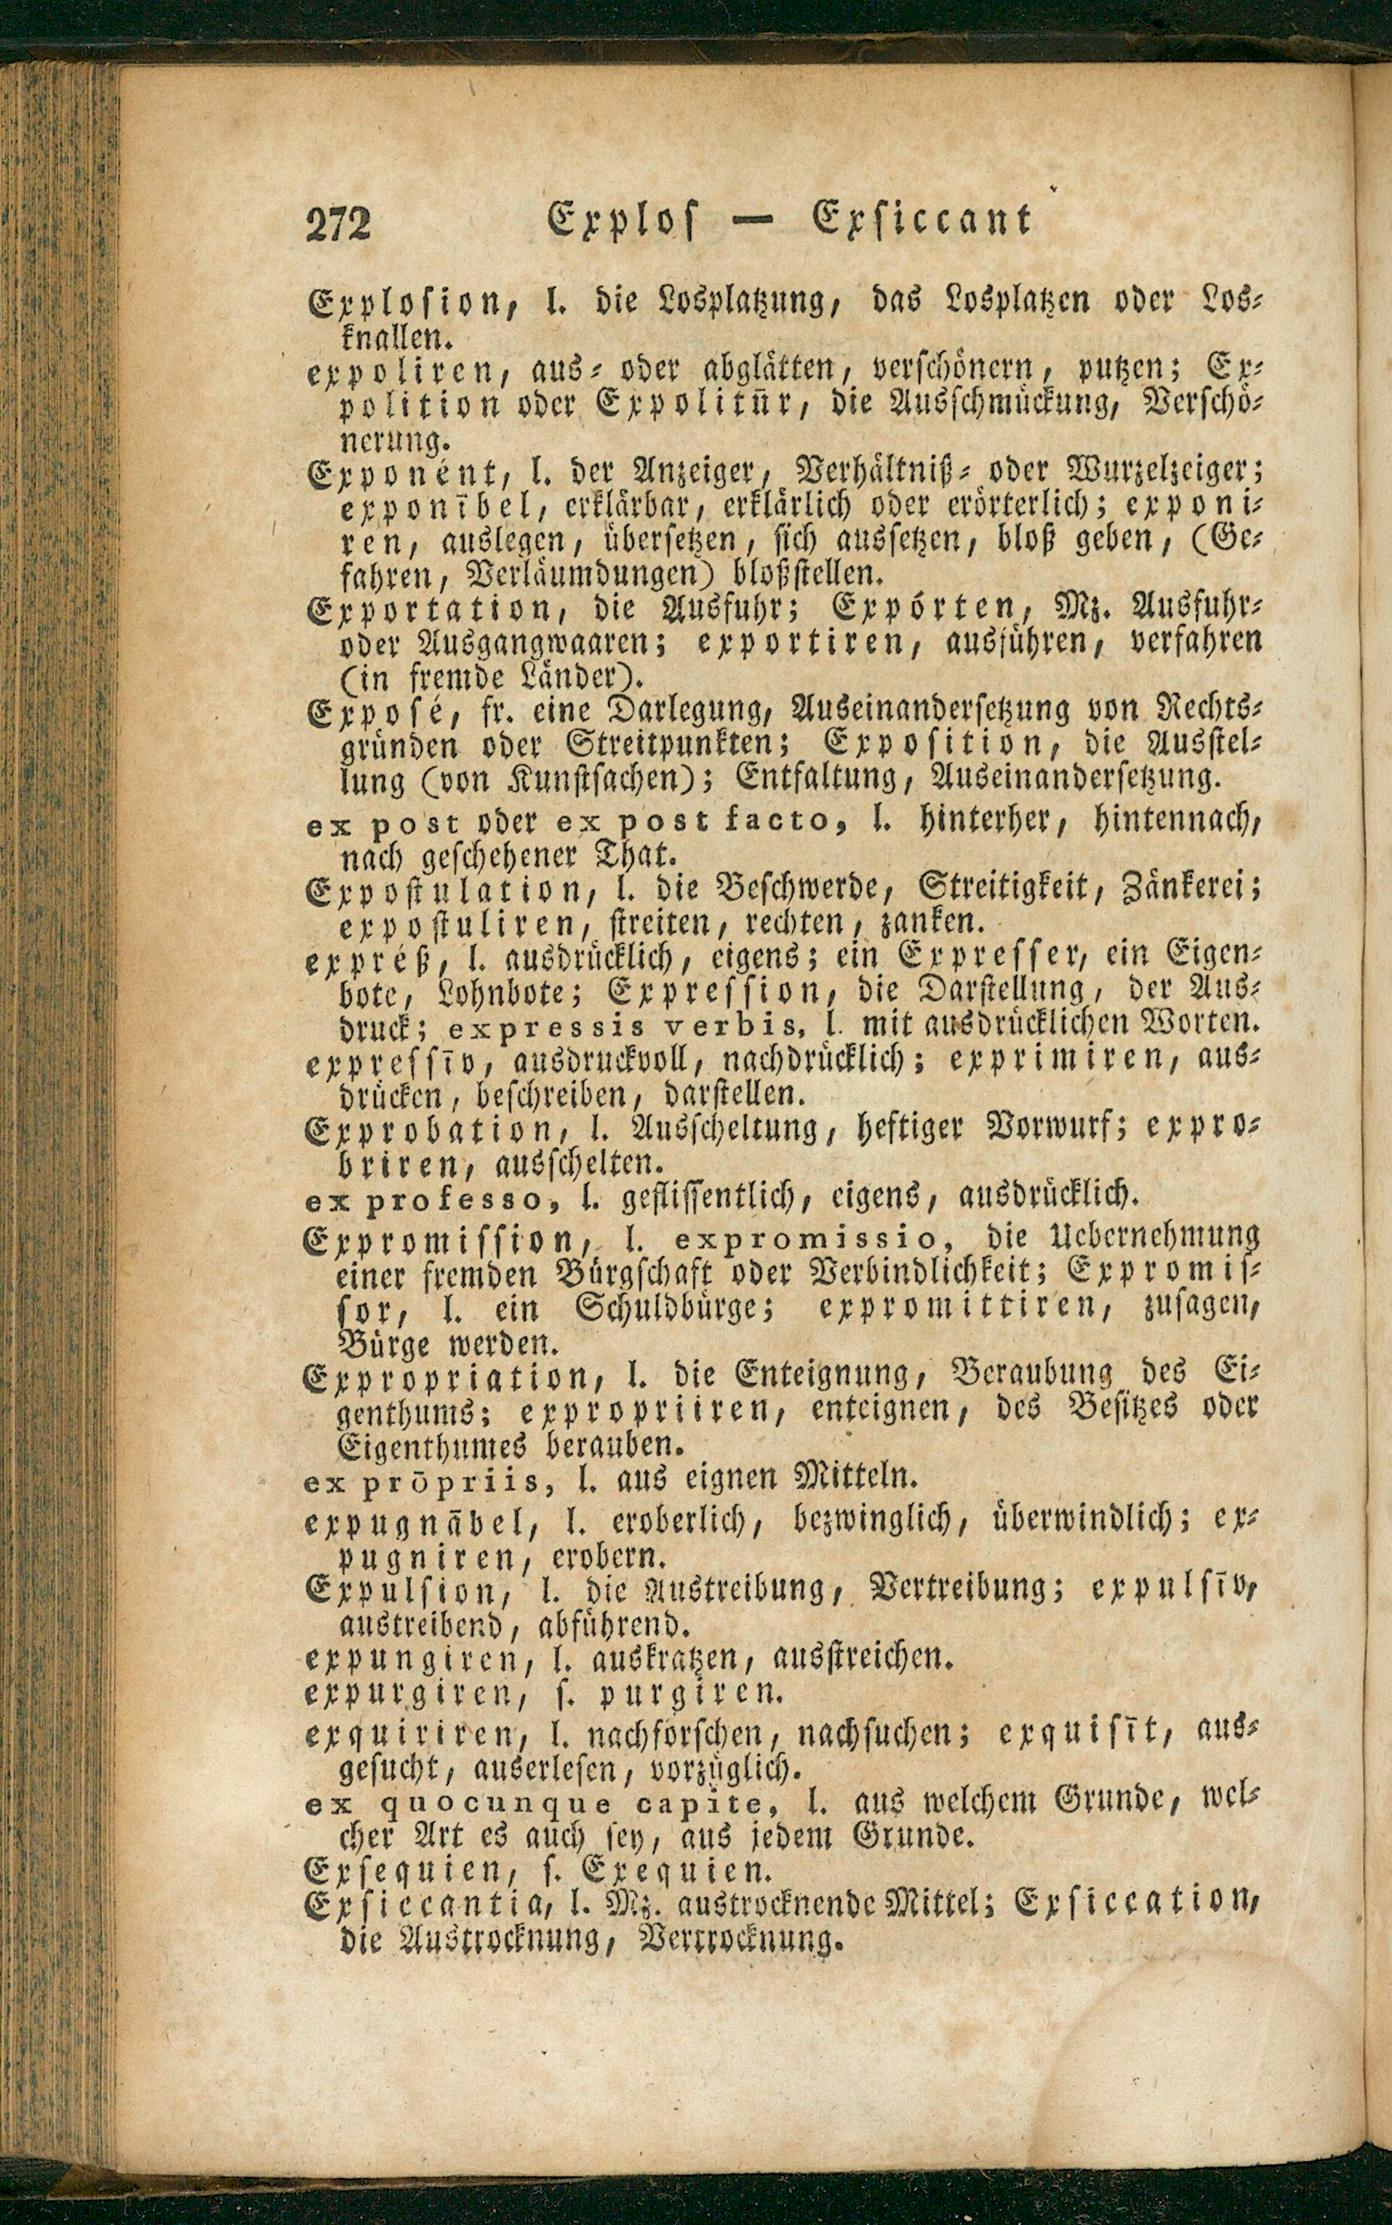 272 Explos — Exsiccant
Explosion, l. die Losplatzung, das Losplatzen oder Los-
knallen.
expoliren, aus- oder abglätten, verschönern, putzen; Ex-
polition oder Expolitūr, die Ausschmückung, Verschö-
nerung.
Exponént, l. der Anzeiger, Verhältniß- oder Wurzelzeiger;
exponībel, erklärbar, erklärlich oder erörterlich; exponi-
ren, auslegen, übersetzen, sich aussetzen, bloß geben, (Ge-
fahren, Verläumdungen) bloßstellen.
Exportation, die Ausfuhr; Expórten, Mz. Ausfuhr-
oder Ausgangwaaren; exportiren, ausführen, verfahren
(in fremde Länder).
Exposé, fr. eine Darlegung, Auseinandersetzung von Rechts-
gründen oder Streitpunkten; Exposition, die Ausstel-
lung (von Kunstsachen); Entfaltung, Auseinandersetzung.
ex post oder ex post facto, l. hinterher, hintennach,
nach geschehener That.
Expostulation, l. die Beschwerde, Streitigkeit, Zänkerei;
expostuliren, streiten, rechten, zanken.
expréß, l. ausdrücklich, eigens; ein Expresser, ein Eigen-
bote, Lohnbote; Expression, die Darstellung, der Aus-
druck; expressis verbis, l. mit ausdrücklichen Worten.
expressīv, ausdruckvoll, nachdrücklich; exprimiren, aus-
drücken, beschreiben, darstellen.
Exprobation, l. Ausscheltung, heftiger Vorwurf; expro-
briren, ausschelten.
ex professo, l. geflissentlich, eigens, ausdrücklich.
Expromission, l. expromissio, die Uebernehmung
einer fremden Bürgschaft oder Verbindlichkeit; Expromis-
sor, l. ein Schuldbürge; expromittiren, zusagen,
Bürge werden.
Expropriation, l. die Enteignung, Beraubung des Ei-
genthums; expropriiren, enteignen, des Besitzes oder
Eigenthumes berauben.
ex prōpriis, l. aus eignen Mitteln.
expugnābel, l. eroberlich, bezwinglich, überwindlich; ex-
pugniren, erobern.
Expulsion, l. die Austreibung, Vertreibung; expulsīv,
austreibend, abführend.
expungiren, l. auskratzen, ausstreichen.
expurgiren, s. purgiren.
exquiriren, l. nachforschen, nachsuchen; exquisīt, aus-
gesucht, auserlesen, vorzüglich.
ex quocunque capite, l. aus welchem Grunde, wel-
cher Art es auch sey, aus jedem Grunde.
Exsequien, s. Exequien.
Exsiccantia, l. Mz. austrocknende Mittel; Exsiccation,
die Austrocknung, Vertrocknung.